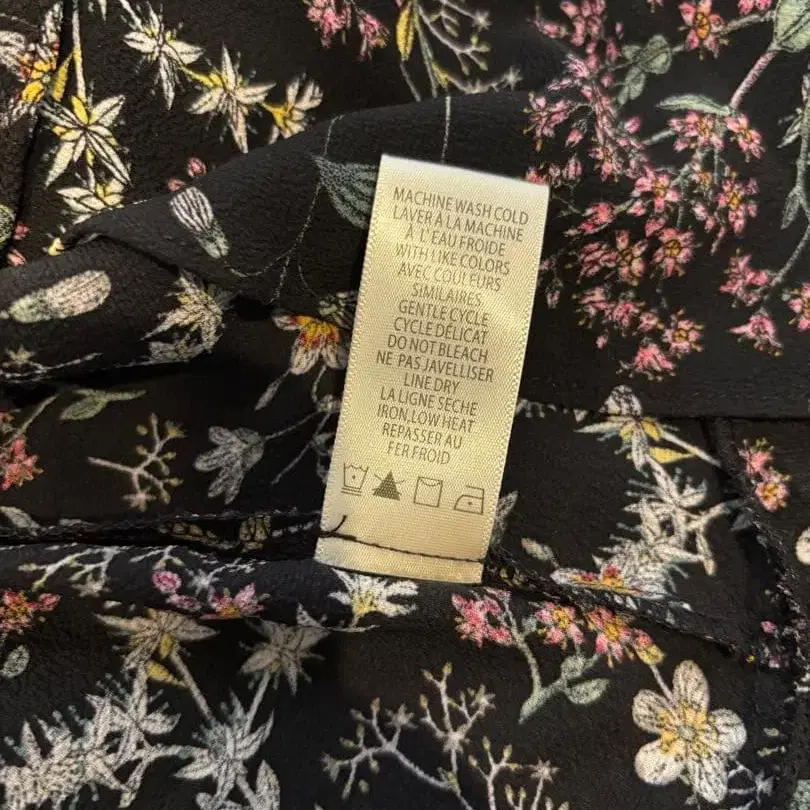 MACHINE WASH COLD
LAVER À LA MACHINE
À L'EAU FROIDE
WITH LIKE COLORS
AVEC COULEURS
SIMILAIRES
GENTLE CYCLE
CYCLE DÉLICAT
DO NOT BLEACH
NE PAS JAVELLISER
LINE DRY
LA LIGNE SÈCHE
IRON, LOW HEAT
REPASSER AU
FER FROID